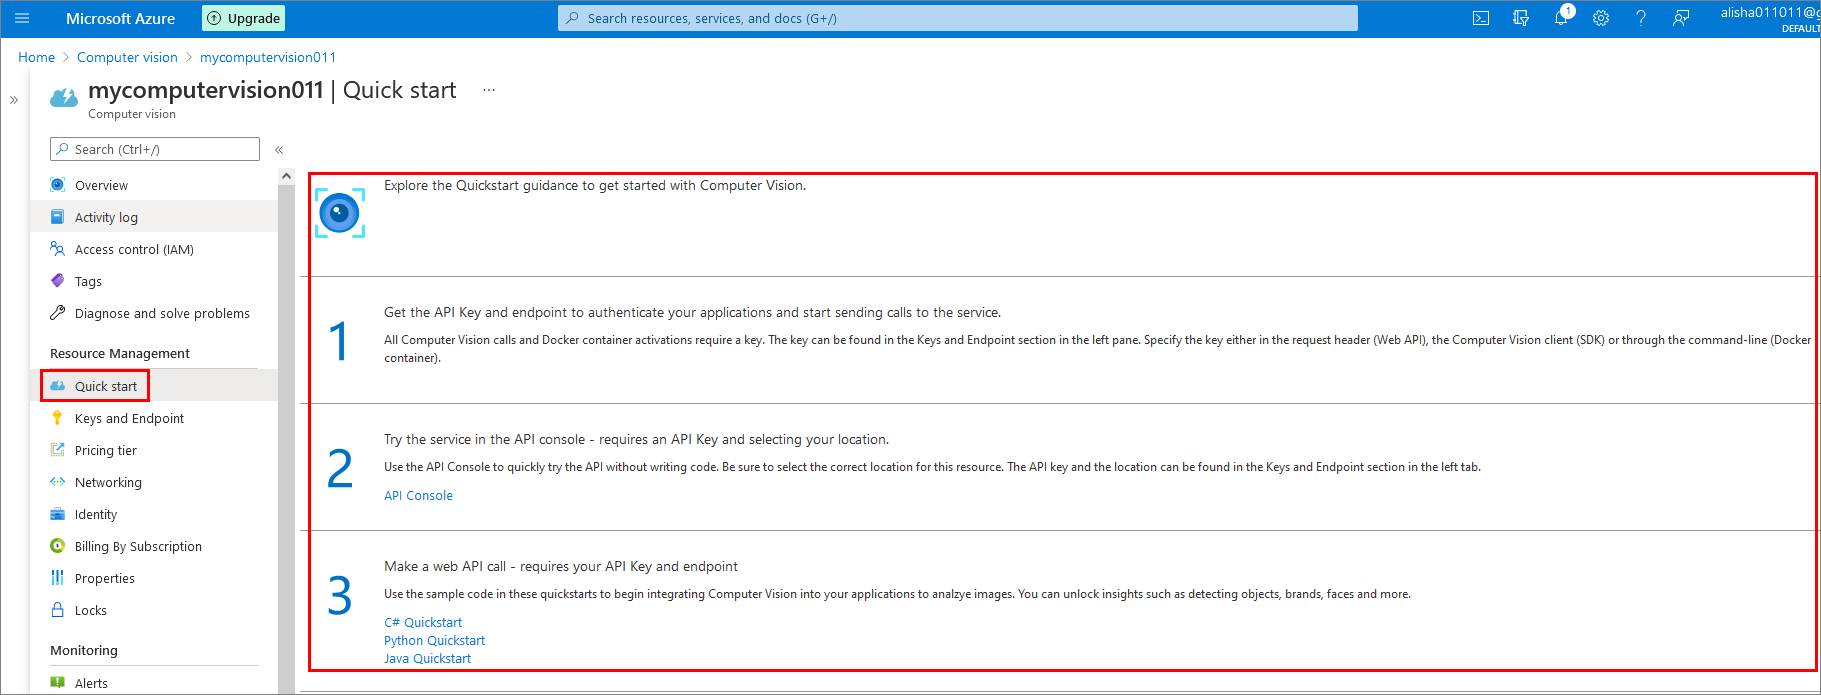 Microsoft Azure
Upgrade
Search resources, services, and docs (G+/)
1
alisha011011@
DEFAULT
Home > Computer vision > mycomputervision011
mycomputervision011 | Quick start ...
Computer vision
Search (Ctrl+/)
Overview
Activity log
Access control (IAM)
Tags
Diagnose and solve problems
Resource Management
Quick start
Keys and Endpoint
Pricing tier
Networking
Identity
Billing By Subscription
Properties
Locks
Monitoring
Alerts
Explore the Quickstart guidance to get started with Computer Vision.
1
Get the API Key and endpoint to authenticate your applications and start sending calls to the service.
All Computer Vision calls and Docker container activations require a key. The key can be found in the Keys and Endpoint section in the left pane. Specify the key either in the request header (Web API), the Computer Vision client (SDK) or through the command-line (Docker
container).
2
Try the service in the API console - requires an API Key and selecting your location.
Use the API Console to quickly try the API without writing code. Be sure to select the correct location for this resource. The API key and the location can be found in the Keys and Endpoint section in the left tab.
API Console
3
Make a web API call - requires your API Key and endpoint
Use the sample code in these quickstarts to begin integrating Computer Vision into your applications to analzye images. You can unlock insights such as detecting objects, brands, faces and more.
C# Quickstart
Python Quickstart
Java Quickstart